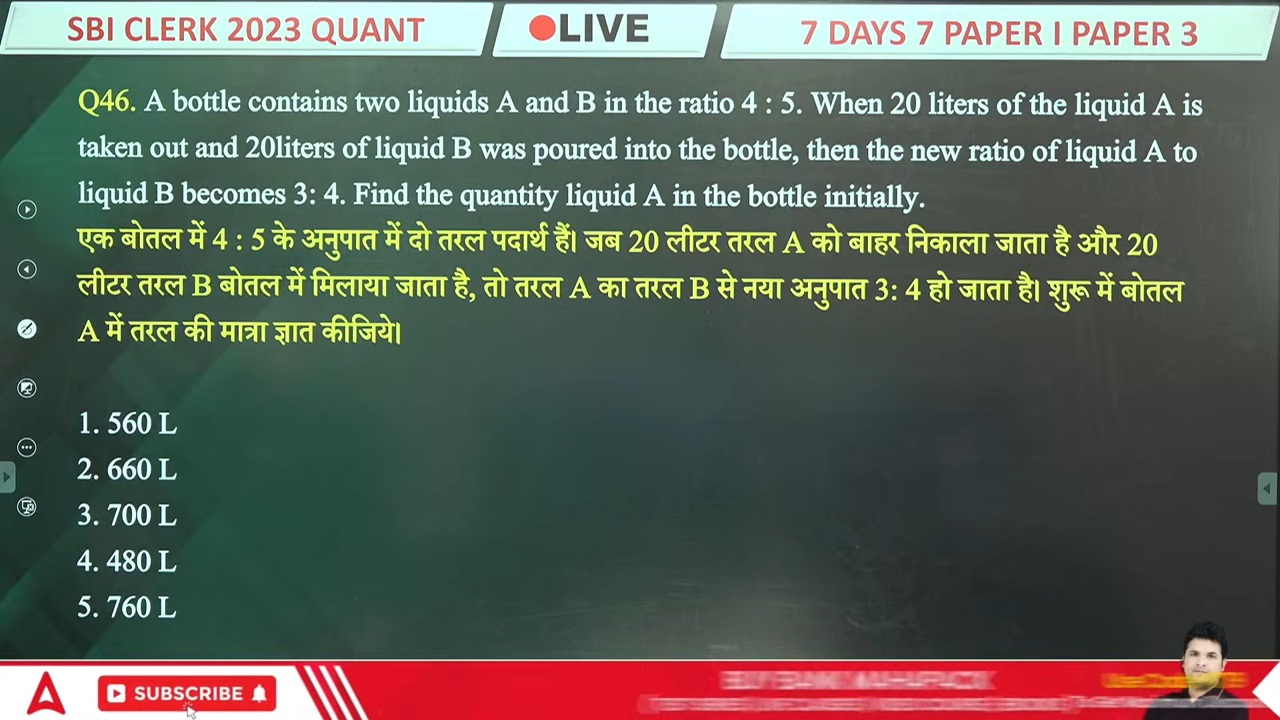 SBI CLERK 2023 QUANT
LIVE
7 DAYS 7 PAPER I PAPER 3
Q46. A bottle contains two liquids A and B in the ratio 4 : 5. When 20 liters of the liquid A is
taken out and 20liters of liquid B was poured into the bottle, then the new ratio of liquid A to
liquid B becomes 3: 4. Find the quantity liquid A in the bottle initially.
एक बोतल में 4 : 5 के अनुपात में दो तरल पदार्थ हैं। जब 20 लीटर तरल A को बाहर निकाला जाता है और 20
लीटर तरल B बोतल में मिलाया जाता है, तो तरल A का तरल B से नया अनुपात 3: 4 हो जाता है। शुरू में बोतल
A में तरल की मात्रा ज्ञात कीजिये।
1. 560 L
2. 660 L
3. 700 L
4. 480 L
5. 760 L
SUBSCRIBE